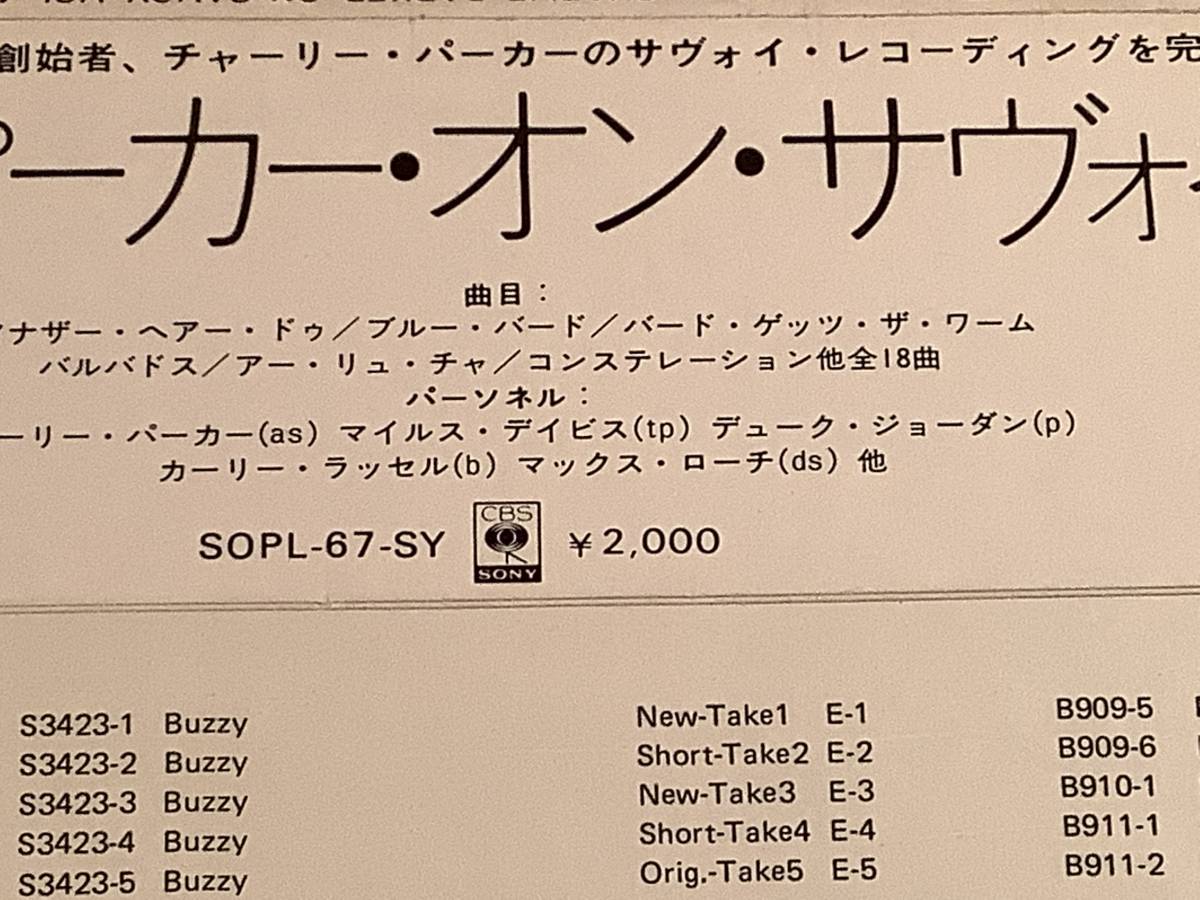 創始者、チャーリー・パーカーのサヴォイ・レコーディングを完
パーカー・オン・サヴォイ
曲目：
アナザー・ヘアー・ドゥ／ブルー・バード／バード・ゲッツ・ザ・ワーム
バルバドス／アー・リュ・チャ／コンステレーション他全18曲
パーソネル：
ーリー・パーカー(as) マイルス・デイビス(tp) デューク・ジョーダン(p)
カーリー・ラッセル(b) マックス・ローチ(ds) 他
SOPL-67-SY CBS SONY ¥2,000
S3423-1 Buzzy New-Take1 E-1 B909-5
S3423-2 Buzzy Short-Take2 E-2 B909-6
S3423-3 Buzzy New-Take3 E-3 B910-1
S3423-4 Buzzy Short-Take4 E-4 B911-1
S3423-5 Buzzy Orig.-Take5 E-5 B911-2